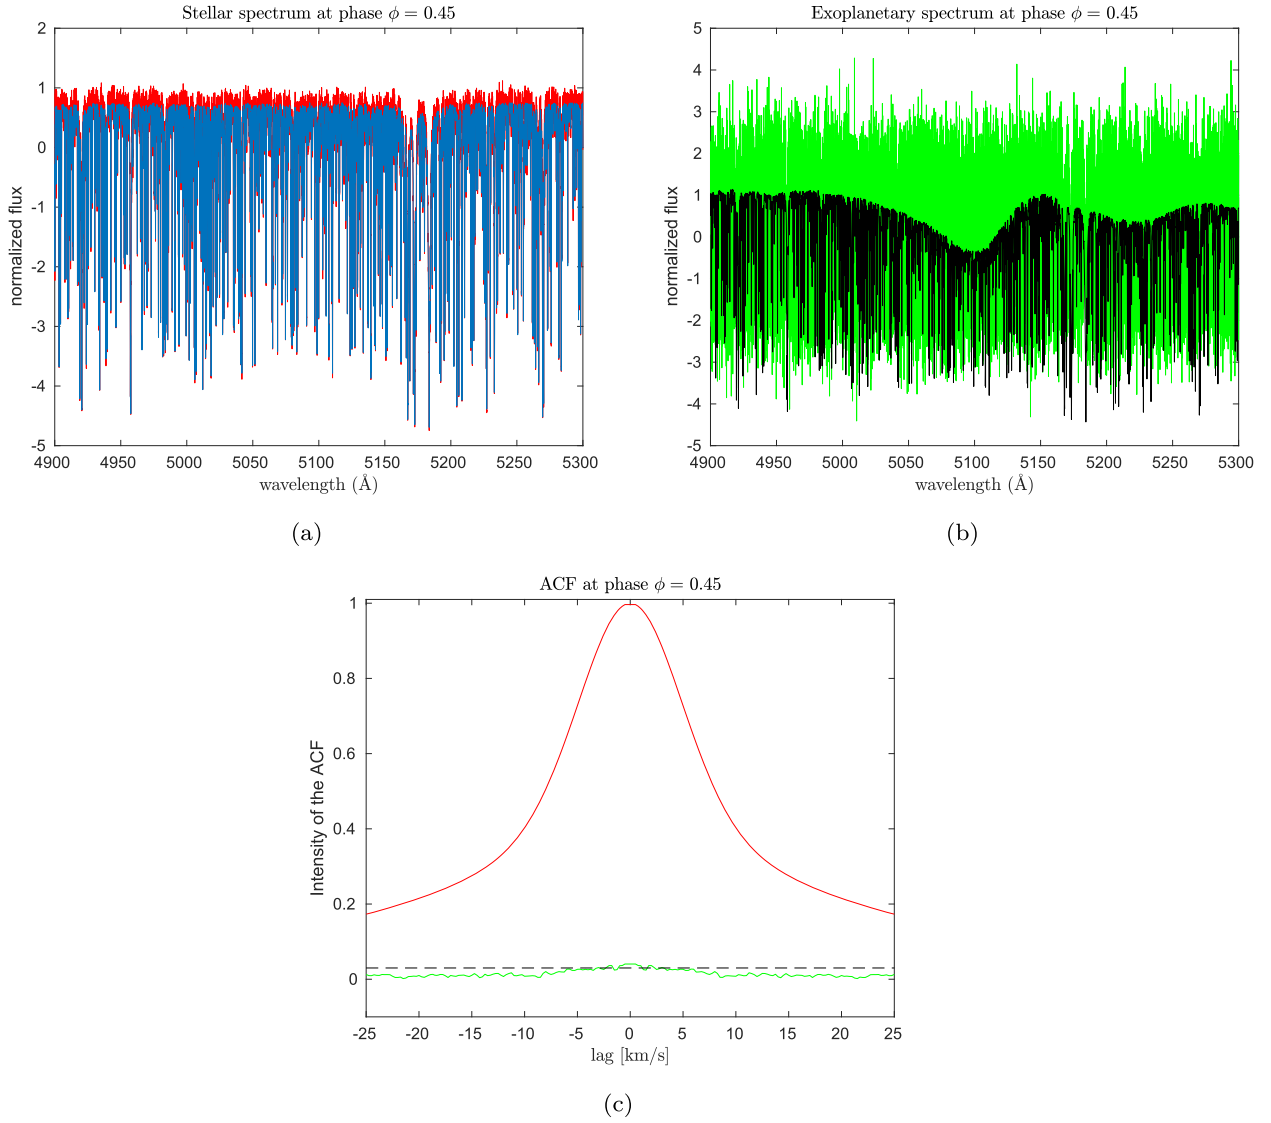 Stellar spectrum at phase ϕ = 0.45
2
1
0
-1
-2
-3
-4
-5
normalized flux
4900 4950 5000 5050 5100 5150 5200 5250 5300
wavelength (Å)
(a)
Exoplanetary spectrum at phase ϕ = 0.45
5
4
3
2
1
0
-1
-2
-3
-4
-5
normalized flux
4900 4950 5000 5050 5100 5150 5200 5250 5300
wavelength (Å)
(b)
ACF at phase ϕ = 0.45
1
0.8
0.6
0.4
0.2
0
Intensity of the ACF
-25 -20 -15 -10 -5 0 5 10 15 20 25
lag [km/s]
(c)